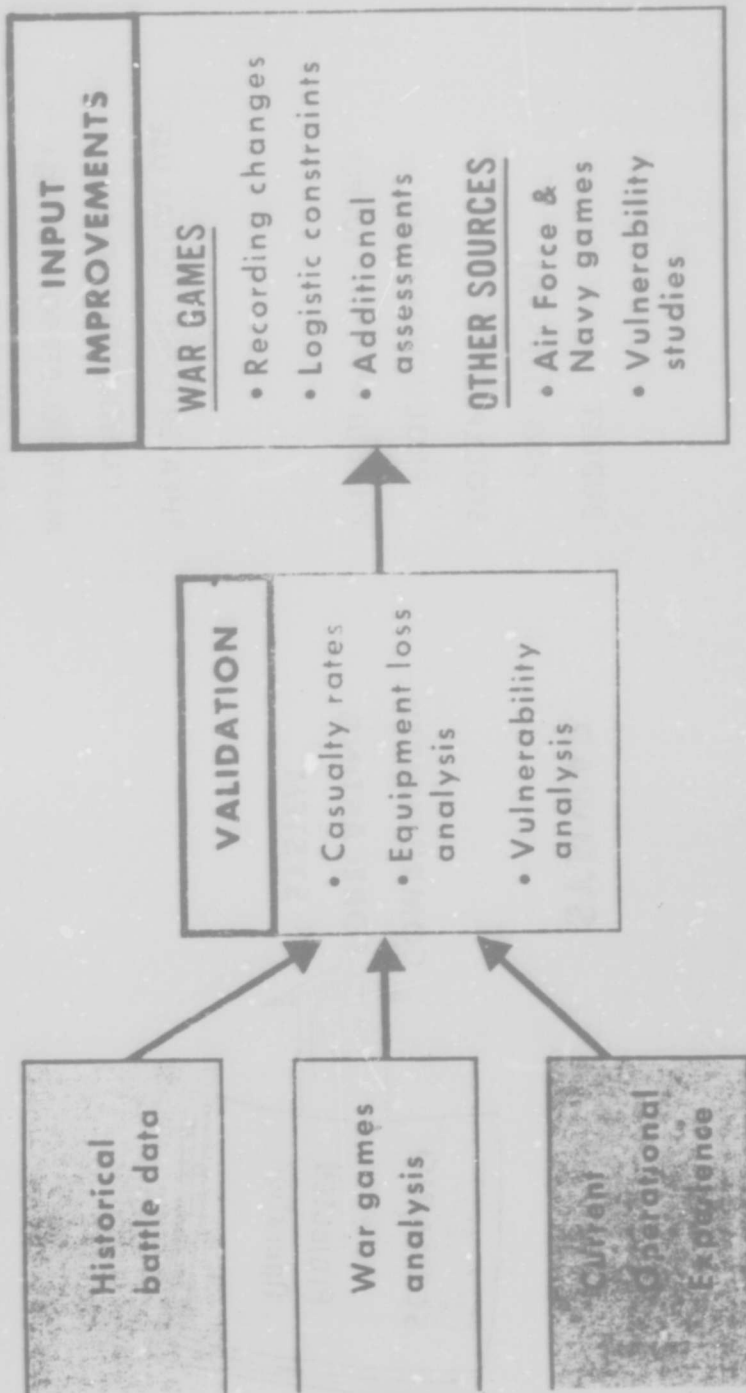 Historical
battle data
War games
analysis
Current
Operational
Experience
VALIDATION
• Casualty rates
• Equipment loss
analysis
• Vulnerability
analysis
INPUT
IMPROVEMENTS
WAR GAMES
• Recording changes
• Logistic constraints
• Additional
assessments
OTHER SOURCES
• Air Force &
Navy games
• Vulnerability
studies